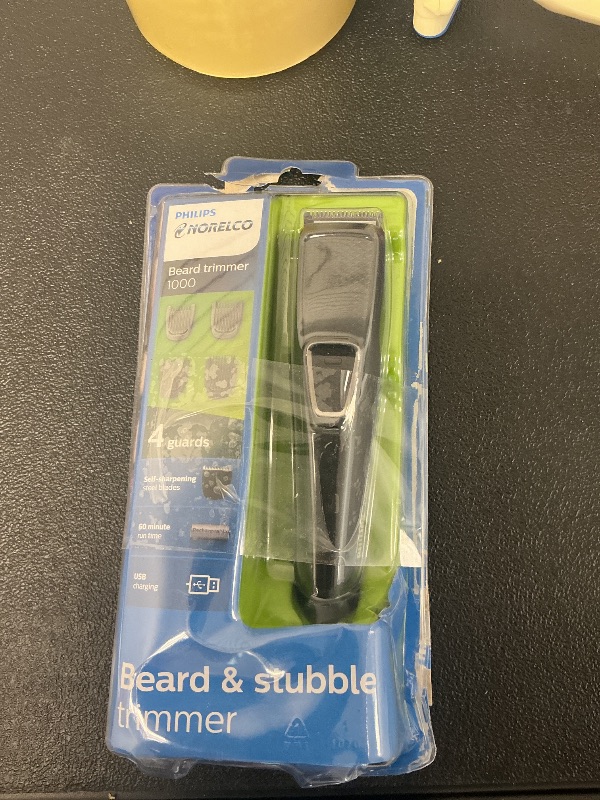 PHILIPS
NORELCO
Beard trimmer
1000
4 guards
Self-sharpening
steel blades
60 minute
run time
USB
charging
Beard & stubble
trimmer